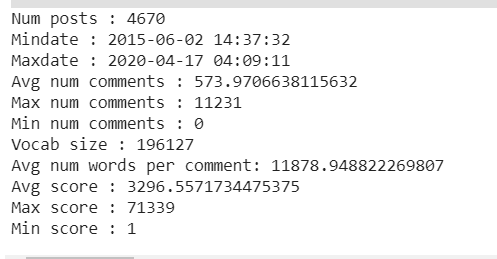 Num posts : 4670
Mindate : 2015-06-02 14:37:32
Maxdate : 2020-04-17 04:09:11
Avg num comments : 573.9706638115632
Max num comments : 11231
Min num comments : 0
Vocab size : 196127
Avg num words per comment: 11878.948822269807
Avg score : 3296.5571734475375
Max score : 71339
Min score : 1